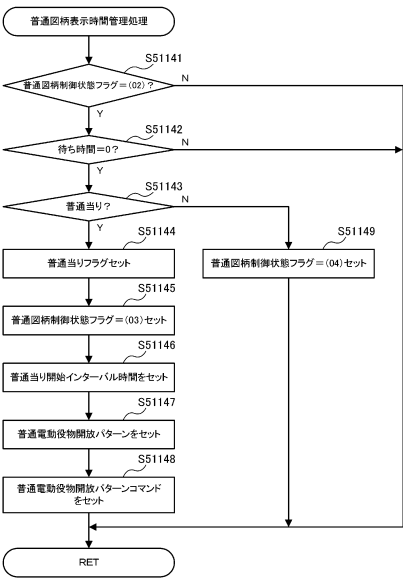 普通図柄表示時間管理処理
S51141
普通図柄制御状態フラグ=(02)?
N
Y
S51142
待ち時間=0?
N
Y
S51143
普通当り?
N
Y
S51144
普通当りフラグセット
S51149
普通図柄制御状態フラグ=(04)セット
S51145
普通図柄制御状態フラグ=(03)セット
S51146
普通当り開始インターバル時間をセット
S51147
普通電動役物開放パターンをセット
S51148
普通電動役物開放パターンコマンド
をセット
RET